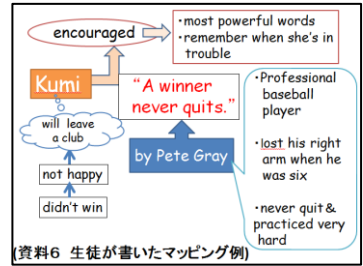 encouraged
・most powerful words
・remember when she's in
trouble
Kumi
"A winner
never quits."
will leave
a club
not happy
didn't win
by Pete Gray
・Professional
baseball
player
・lost his right
arm when he
was six
・never quit&
practiced very
hard
(資料6 生徒が書いたマッピング例)